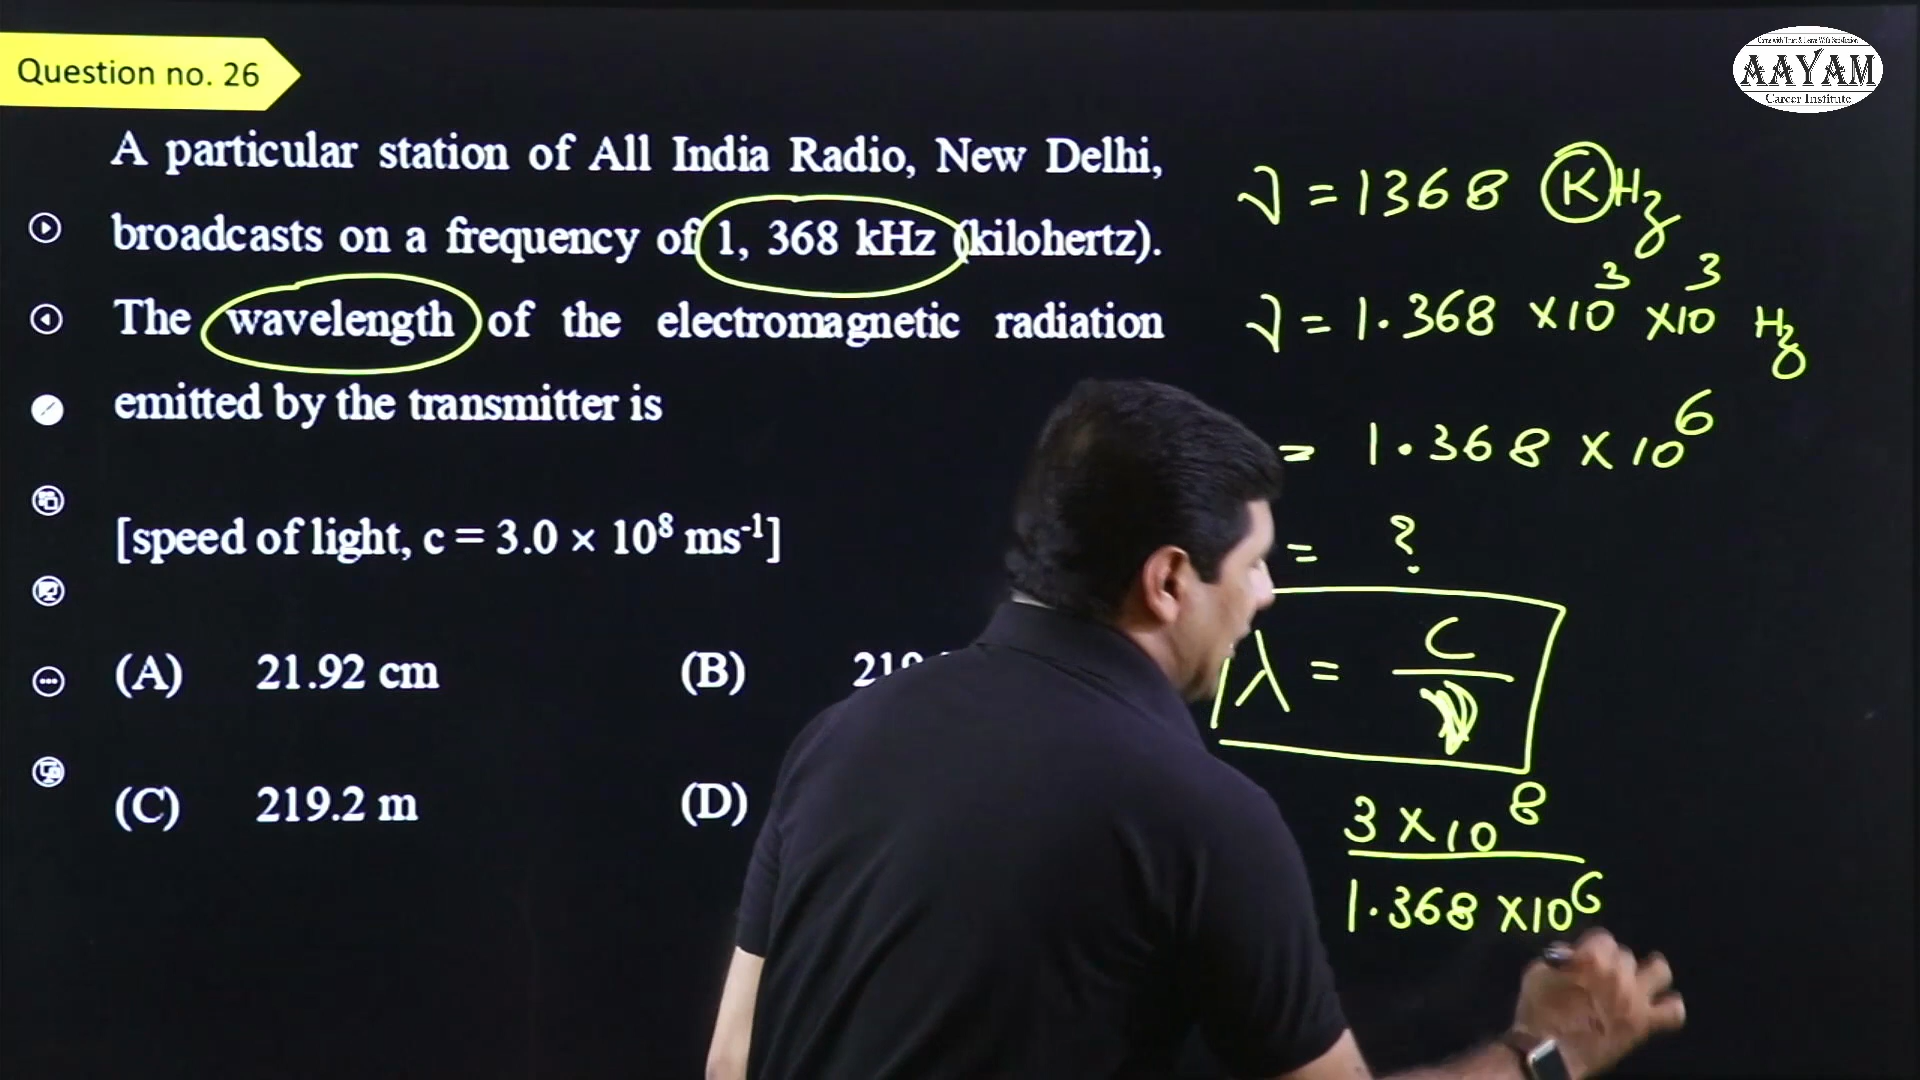 Question no. 26
AAYAM
Career Institute
A particular station of All India Radio, New Delhi,
broadcasts on a frequency of 1, 368 kHz (kilohertz).
The wavelength of the electromagnetic radiation
emitted by the transmitter is
[speed of light, c = 3.0 × 10⁸ ms⁻¹]
(A) 21.92 cm
(B)
(C) 219.2 m
(D)
ν = 1368 KHz
ν = 1.368 ×10³ ×10³ Hz
= 1.368 × 10⁶
= ?
λ = C / ν
3 × 10⁸
1.368 ×10⁶